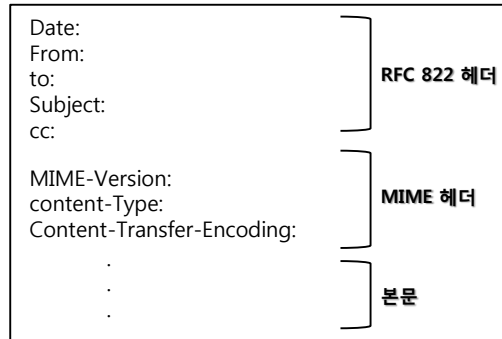 Date:
From:
to:
Subject:
cc:
RFC 822 헤더
MIME-Version:
content-Type:
Content-Transfer-Encoding:
MIME 헤더
.
.
.
본문